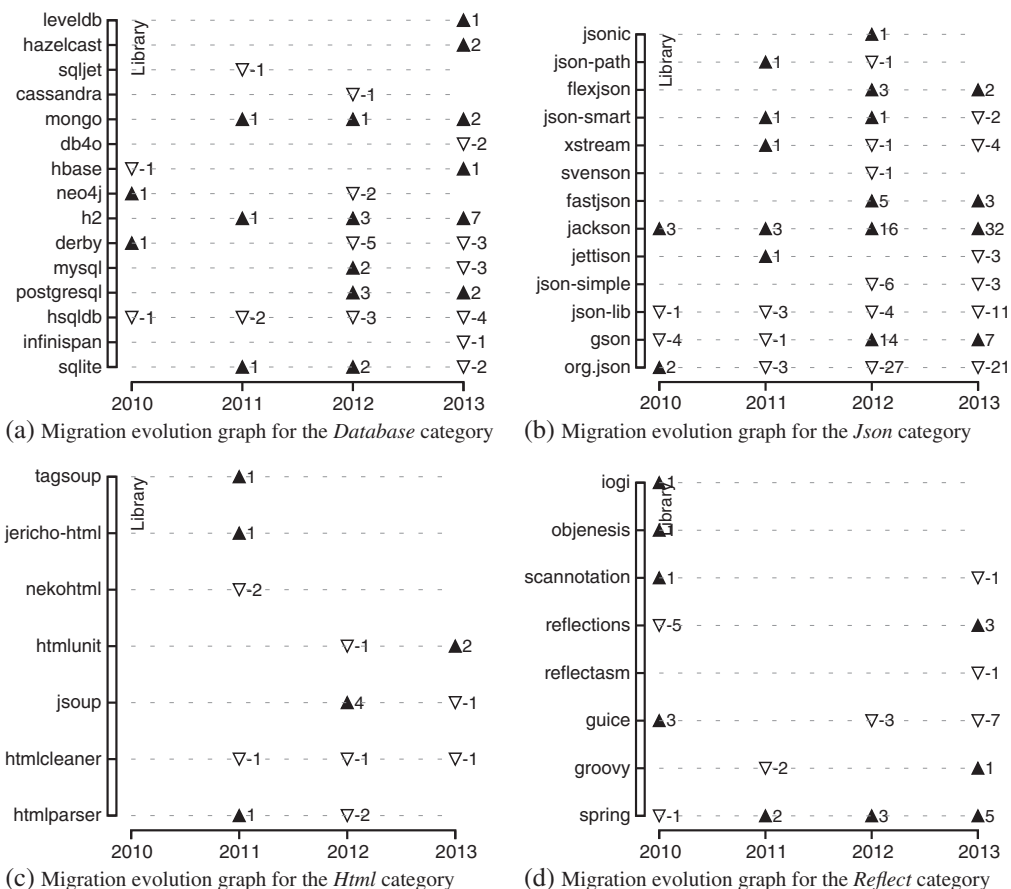 leveldb 1
hazelcast 2
sqljet -1
cassandra -1
mongo 1 1 2
db4o -2
hbase -1 1
neo4j 1 -2
h2 1 3 7
derby 1 -5 -3
mysql 2 -3
postgresql 3 2
hsqldb -1 -2 -3 -4
infinispan -1
sqlite 1 2 -2
Library
2010 2011 2012 2013
(a) Migration evolution graph for the Database category
jsonic 1
json-path 1 -1
flexjson 3 2
json-smart 1 1 -2
xstream 1 -1 -4
svenson -1
fastjson 5 3
jackson 3 3 16 32
jettison 1 -3
json-simple -6 -3
json-lib -1 -3 -4 -11
gson -4 -1 14 7
org.json 2 -3 -27 -21
Library
2010 2011 2012 2013
(b) Migration evolution graph for the Json category
tagsoup 1
jericho-html 1
nekohtml -2
htmlunit -1 2
jsoup 4 -1
htmlcleaner -1 -1 -1
htmlparser 1 -2
Library
2010 2011 2012 2013
(c) Migration evolution graph for the Html category
iogi 1
objenesis 1
scannotation 1 -1
reflections -5 3
reflectasm -1
guice 3 -3 -7
groovy -2 1
spring -1 2 3 5
Library
2010 2011 2012 2013
(d) Migration evolution graph for the Reflect category